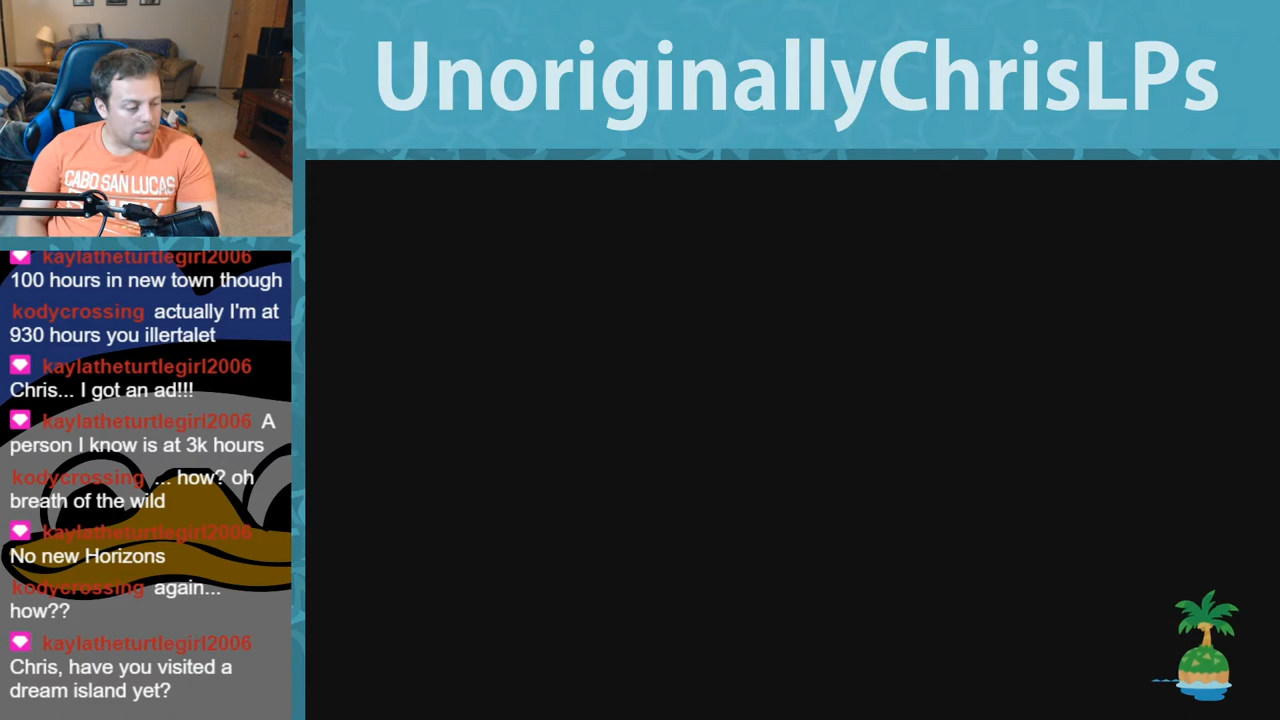 UnoriginallyChrisLPs
CABO SAN LUCAS
kaylatheturtlegirl2006
100 hours in new town though
kodycrossing actually I'm at
930 hours you illertalet
kaylatheturtlegirl2006
Chris... I got an ad!!!
kaylatheturtlegirl2006 A
person I know is at 3k hours
kodycrossing ... how? oh
breath of the wild
kaylatheturtlegirl2006
No new Horizons
kodycrossing again...
how??
kaylatheturtlegirl2006
Chris, have you visited a
dream island yet?